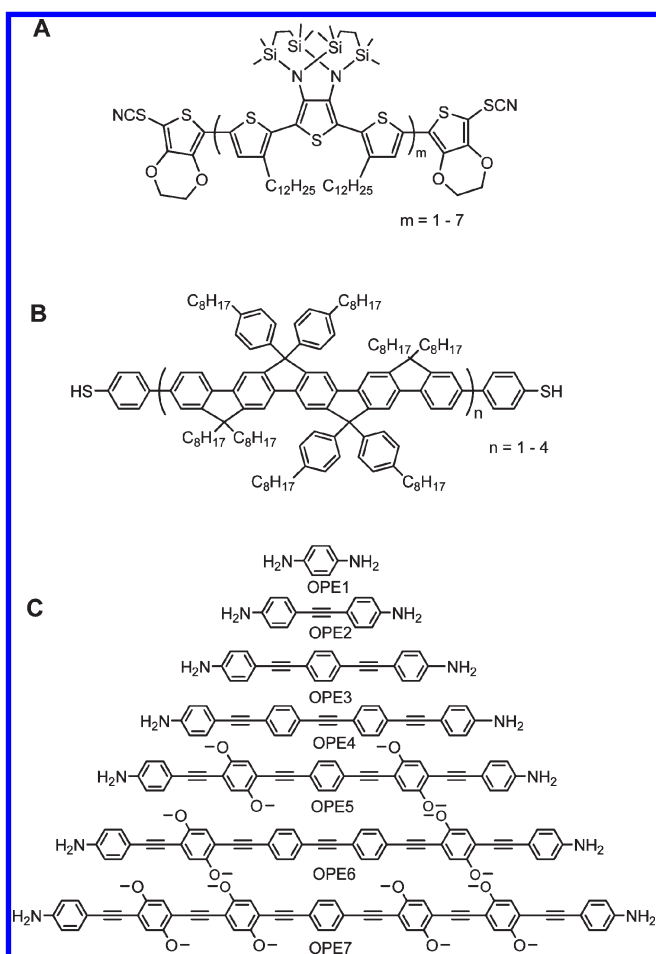 A
Si Si Si Si
N N
NCS S S S SCN
S
m
O O
C12H25 C12H25
O O
m = 1 - 7
B
C8H17 C8H17
C8H17 C8H17
HS SH
n
C8H17 C8H17
n = 1 - 4
C8H17 C8H17
H2N NH2
OPE1
C
H2N NH2
OPE2
H2N NH2
OPE3
H2N NH2
OPE4
O O
H2N NH2
O O
OPE5
O O
H2N NH2
O O
OPE6
O O O O
H2N NH2
O O O O
OPE7